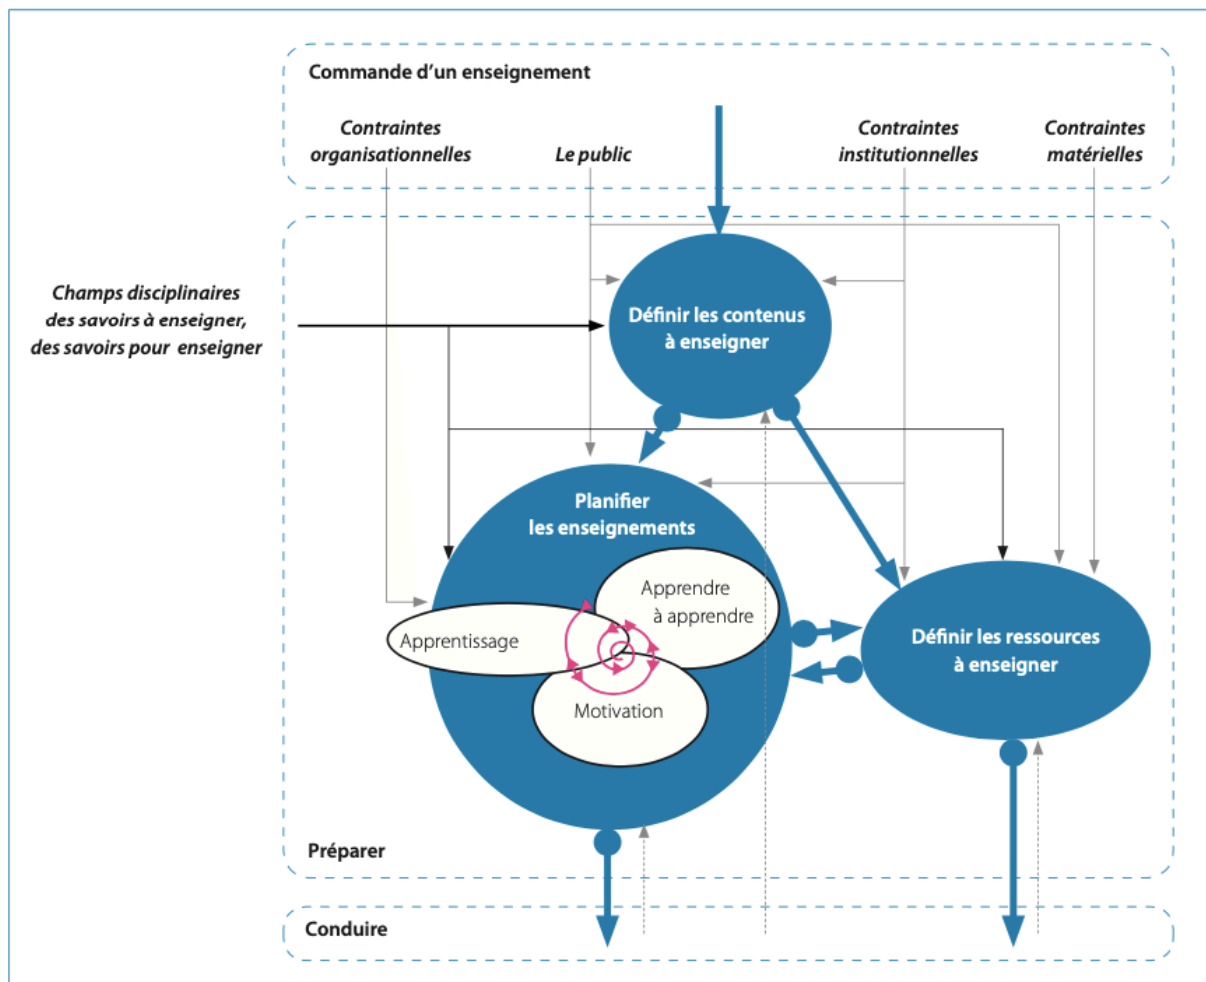 Commande d'un enseignement
Contraintes
organisationnelles
Le public
Contraintes
institutionnelles
Contraintes
matérielles
Champs disciplinaires
des savoirs à enseigner,
des savoirs pour enseigner
Définir les contenus
à enseigner
Planifier
les enseignements
Apprendre
à apprendre
Apprentissage
Motivation
Définir les ressources
à enseigner
Préparer
Conduire